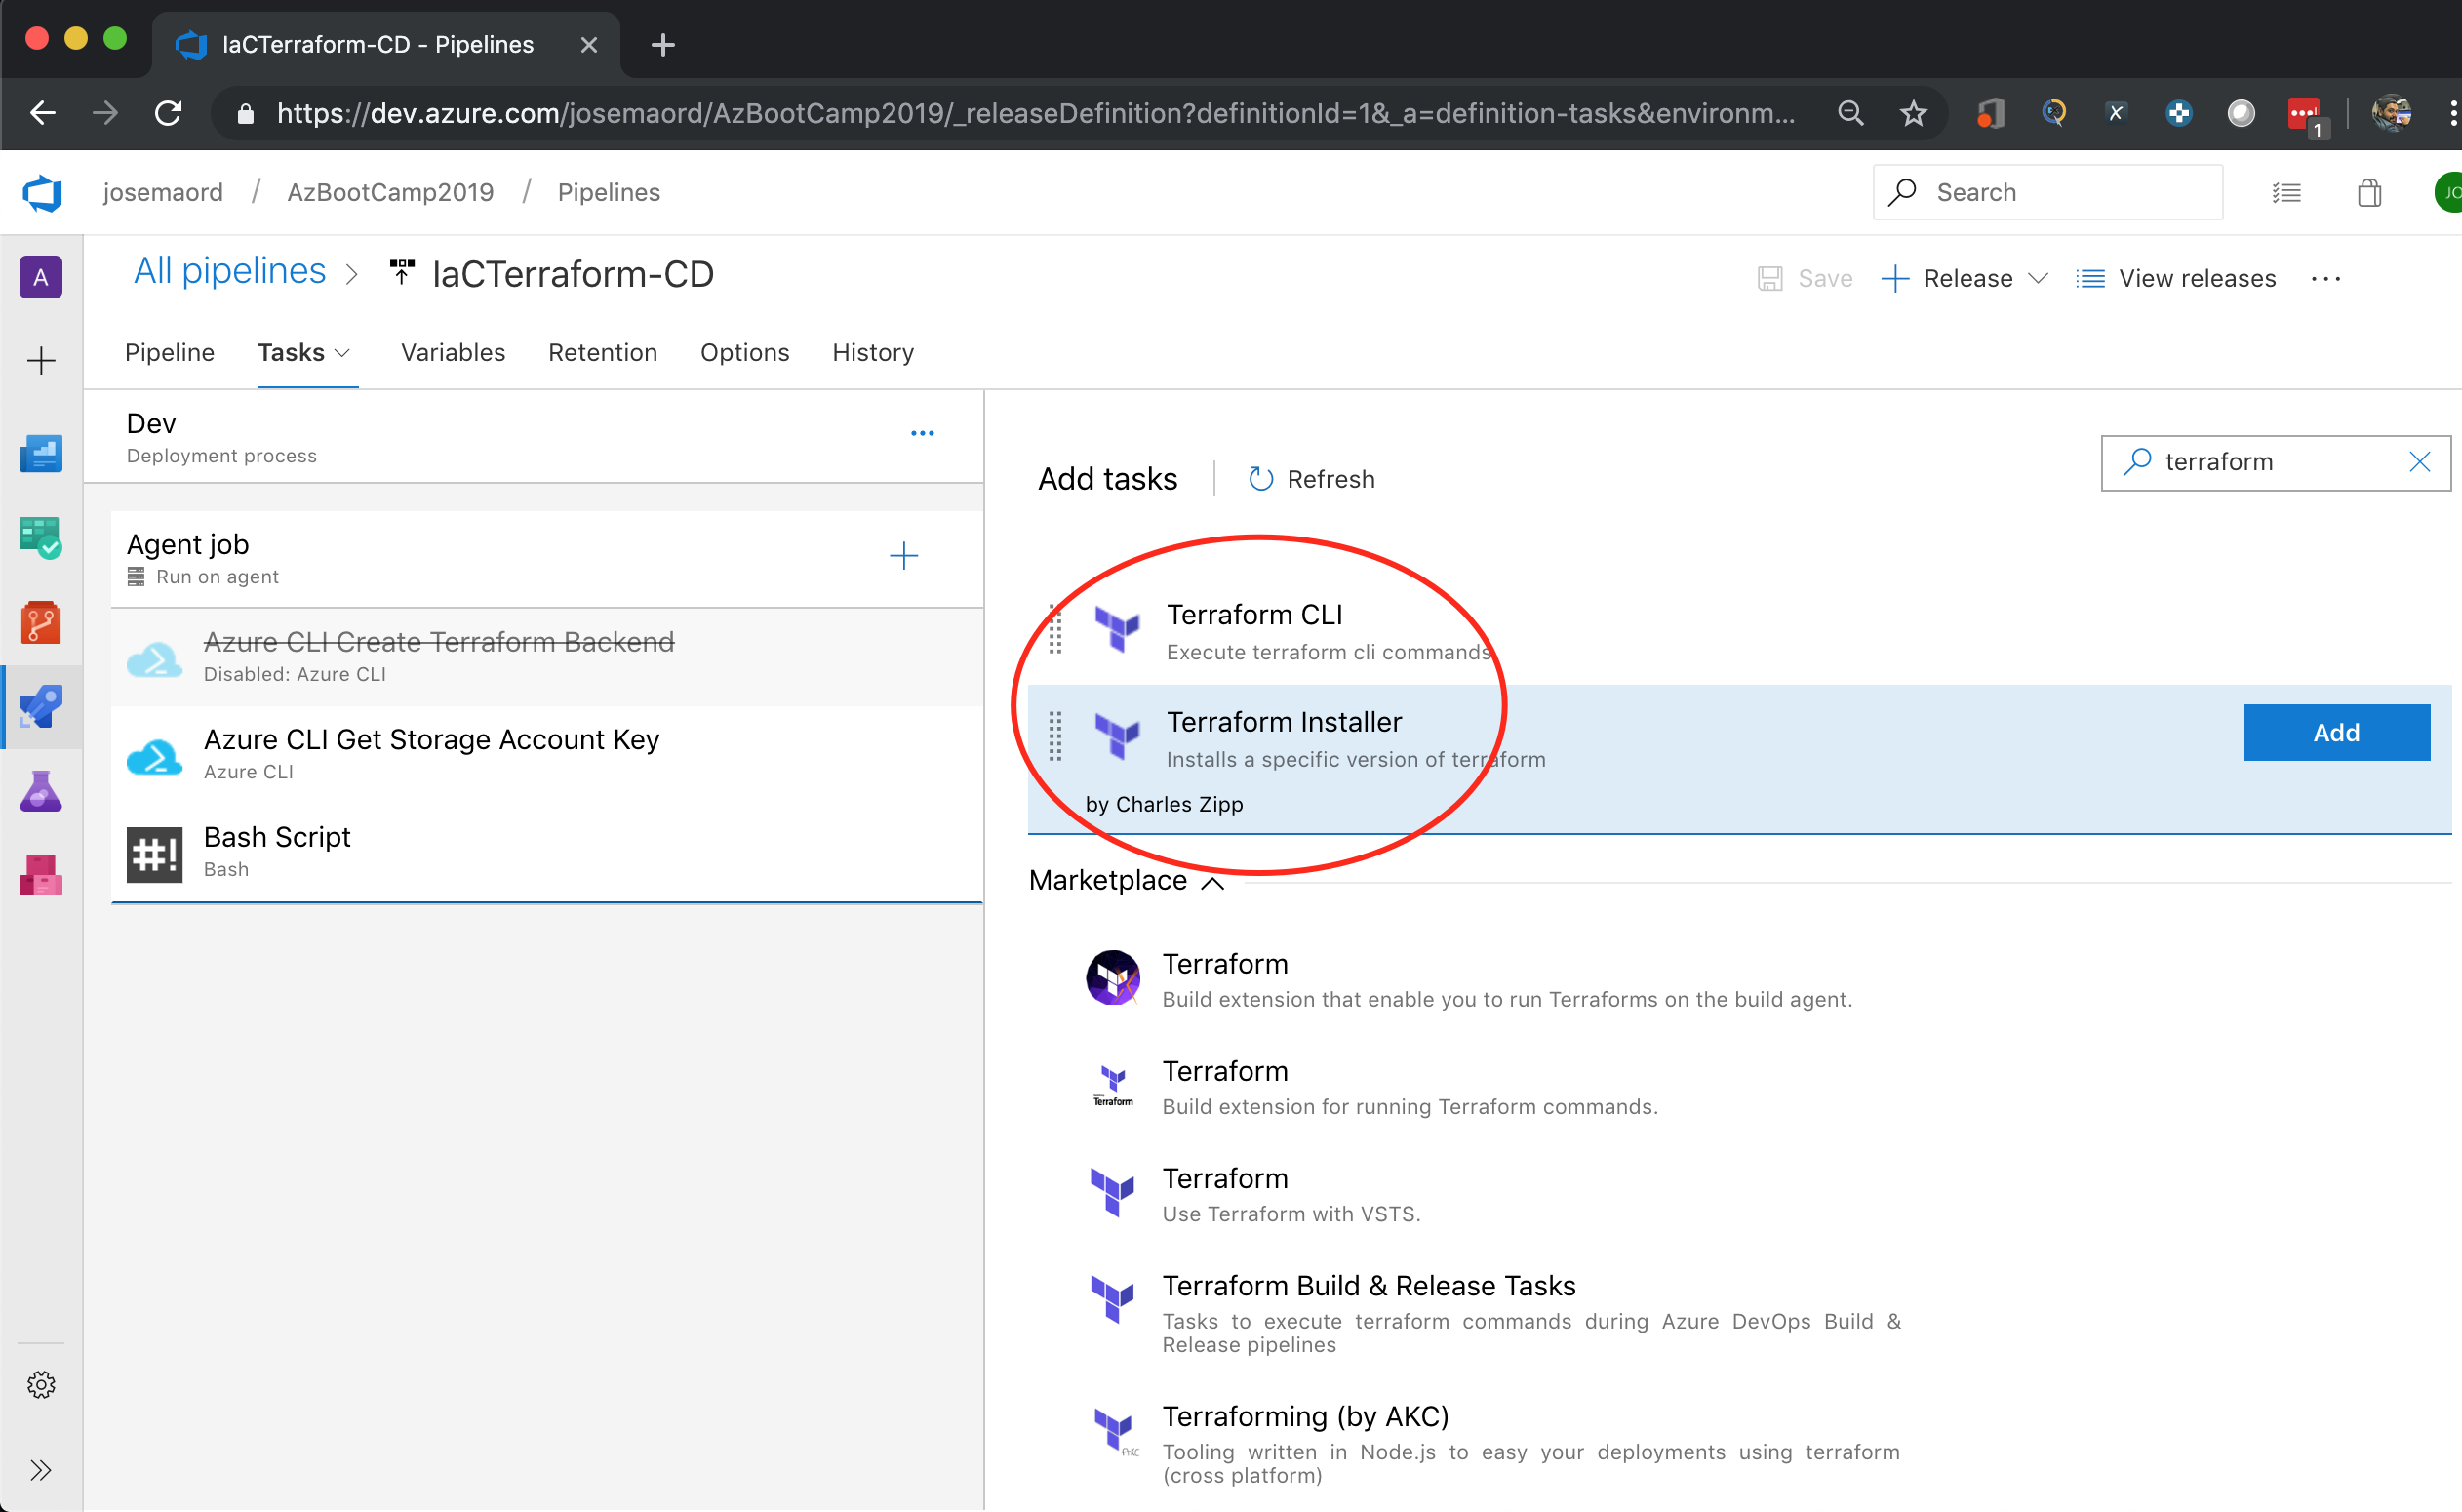 IaCTerraform-CD - Pipelines
https://dev.azure.com/josemaord/AzBootCamp2019/_releaseDefinition?definitionId=1&_a=definition-tasks&environm...
1
josemaord / AzBootCamp2019 / Pipelines
Search
JO
A
All pipelines > IaCTerraform-CD
Save
Release
View releases
Pipeline
Tasks
Variables
Retention
Options
History
Dev
Deployment process
Agent job
Run on agent
Azure CLI Create Terraform Backend
Disabled: Azure CLI
Azure CLI Get Storage Account Key
Azure CLI
#!
Bash Script
Bash
Add tasks
Refresh
terraform
Terraform CLI
Execute terraform cli commands
Terraform Installer
Installs a specific version of terraform
by Charles Zipp
Add
Marketplace
Terraform
Build extension that enable you to run Terraforms on the build agent.
Terraform
Terraform
Build extension for running Terraform commands.
Terraform
Use Terraform with VSTS.
Terraform Build & Release Tasks
Tasks to execute terraform commands during Azure DevOps Build &
Release pipelines
AKC
Terraforming (by AKC)
Tooling written in Node.js to easy your deployments using terraform
(cross platform)